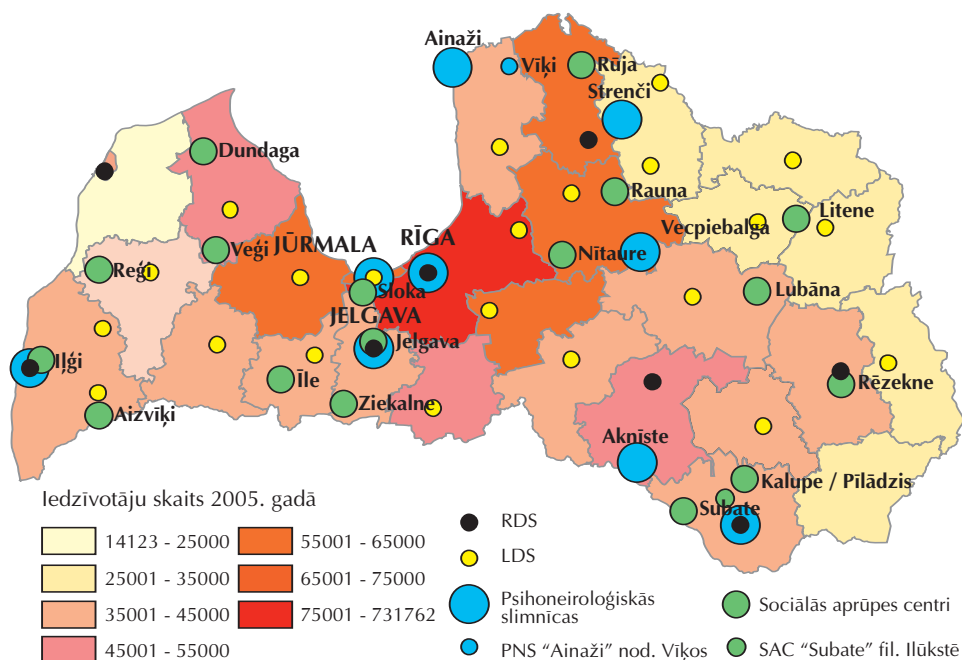 Ainaži
Vīķi
Rūja
Strenči
Dundaga
Rauna
Litene
Vecpiebalga
Veģi
JŪRMALA
RĪGA
Nītaure
Reģi
Sloka
Lubāna
JELGAVA
Jelgava
Iļģi
Īle
Rēzekne
Aizvīķi
Ziekalne
Aknīste
Kalupe / Pīlādzis
Subate
Iedzīvotāju skaits 2005. gadā
14123 - 25000
25001 - 35000
35001 - 45000
45001 - 55000
55001 - 65000
65001 - 75000
75001 - 731762
RDS
LDS
Psihoneiroloģiskās
slimnīcas
PNS “Ainaži” nod. Vīķos
Sociālās aprūpes centri
SAC “Subate” fil. Ilūkstē